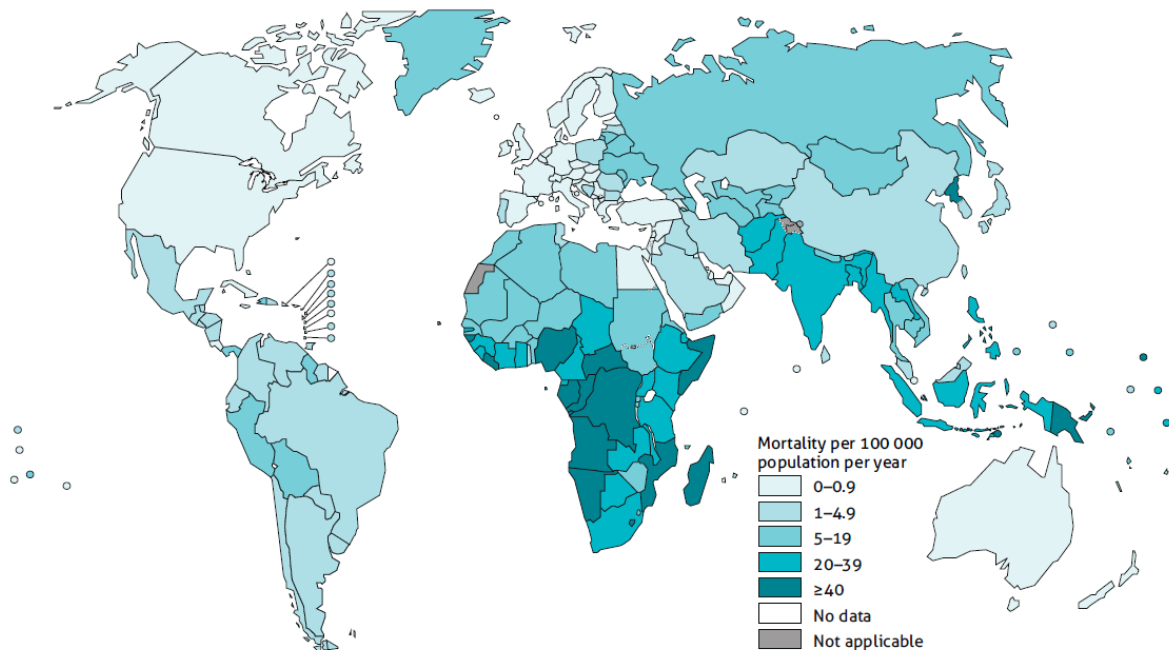 Mortality per 100 000
population per year
0–0.9
1–4.9
5–19
20–39
≥40
No data
Not applicable